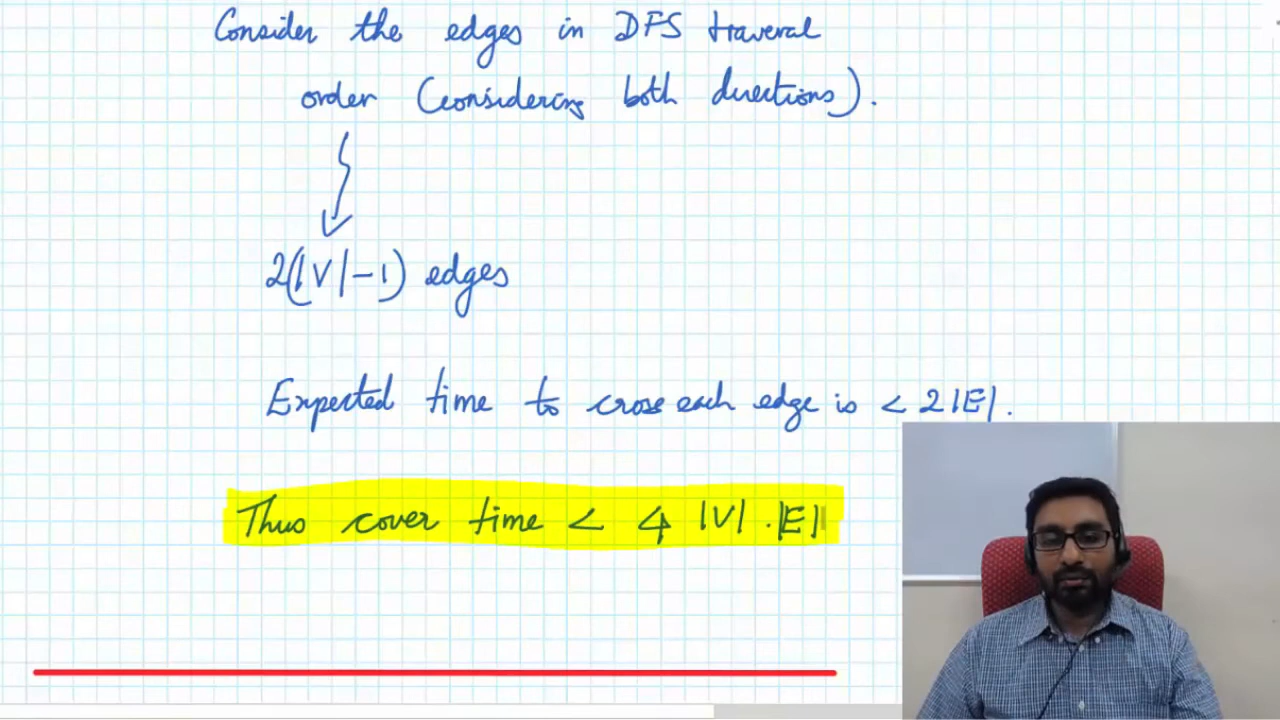 Consider the edges in DFS traveral
order (considering both directions).
2(|V|-1) edges
Expected time to cross each edge is < 2|E|.
Thus cover time < 4 |V| . |E|